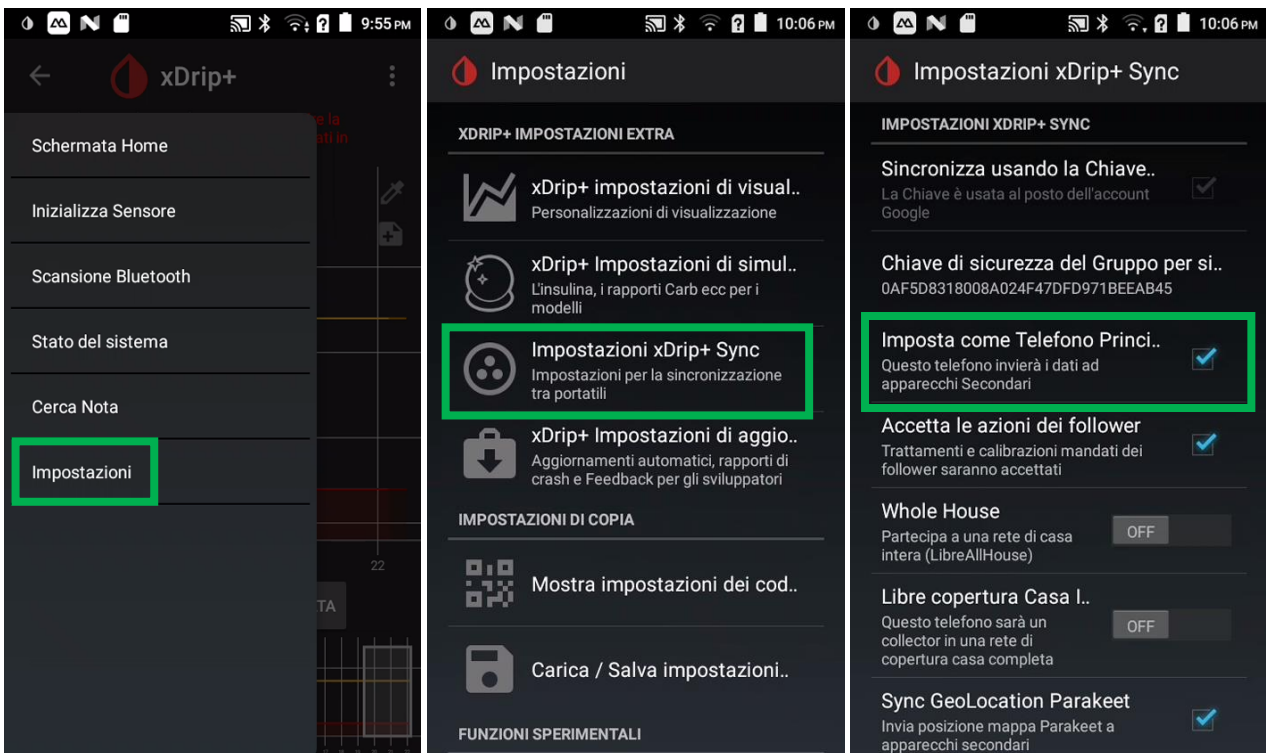 9:55 PM
xDrip+
e la
ati in
Schermata Home
Inizializza Sensore
Scansione Bluetooth
Stato del sistema
Cerca Nota
Impostazioni
22
TA
10:06 PM
Impostazioni
XDRIP+ IMPOSTAZIONI EXTRA
xDrip+ impostazioni di visual..
Personalizzazioni di visualizzazione
xDrip+ Impostazioni di simul..
L'insulina, i rapporti Carb ecc per i
modelli
Impostazioni xDrip+ Sync
Impostazioni per la sincronizzazione
tra portatili
xDrip+ Impostazioni di aggio..
Aggiornamenti automatici, rapporti di
crash e Feedback per gli sviluppatori
IMPOSTAZIONI DI COPIA
Mostra impostazioni dei cod..
Carica / Salva impostazioni..
FUNZIONI SPERIMENTALI
10:06 PM
Impostazioni xDrip+ Sync
IMPOSTAZIONI XDRIP+ SYNC
Sincronizza usando la Chiave..
La Chiave è usata al posto dell'account
Google
Chiave di sicurezza del Gruppo per si..
0AF5D8318008A024F47DFD971BEEAB45
Imposta come Telefono Princi..
Questo telefono invierà i dati ad
apparecchi Secondari
Accetta le azioni dei follower
Trattamenti e calibrazioni mandati dei
follower saranno accettati
Whole House
Partecipa a una rete di casa
intera (LibreAllHouse)
OFF
Libre copertura Casa I..
Questo telefono sarà un
collector in una rete di
copertura casa completa
OFF
Sync GeoLocation Parakeet
Invia posizione mappa Parakeet a
apparecchi secondari